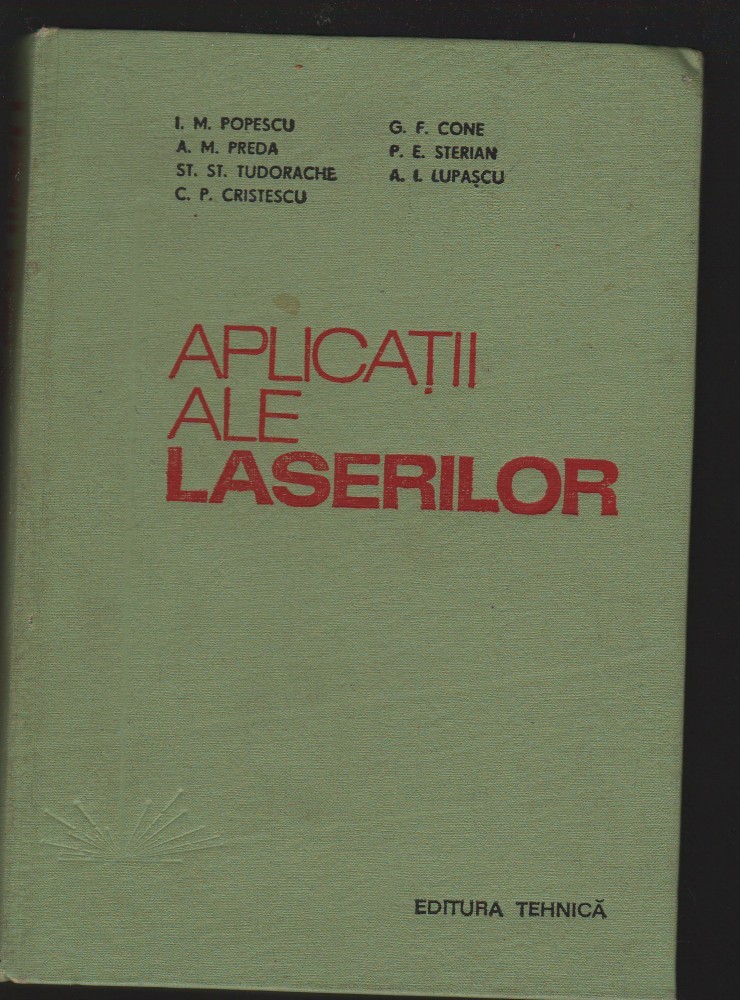 I. M. POPESCU
A. M. PREDA
ST. ST. TUDORACHE
C. P. CRISTESCU
G. F. CONE
P. E. STERIAN
A. I. LUPAȘCU
APLICAȚII
ALE
LASERILOR
EDITURA TEHNICĂ